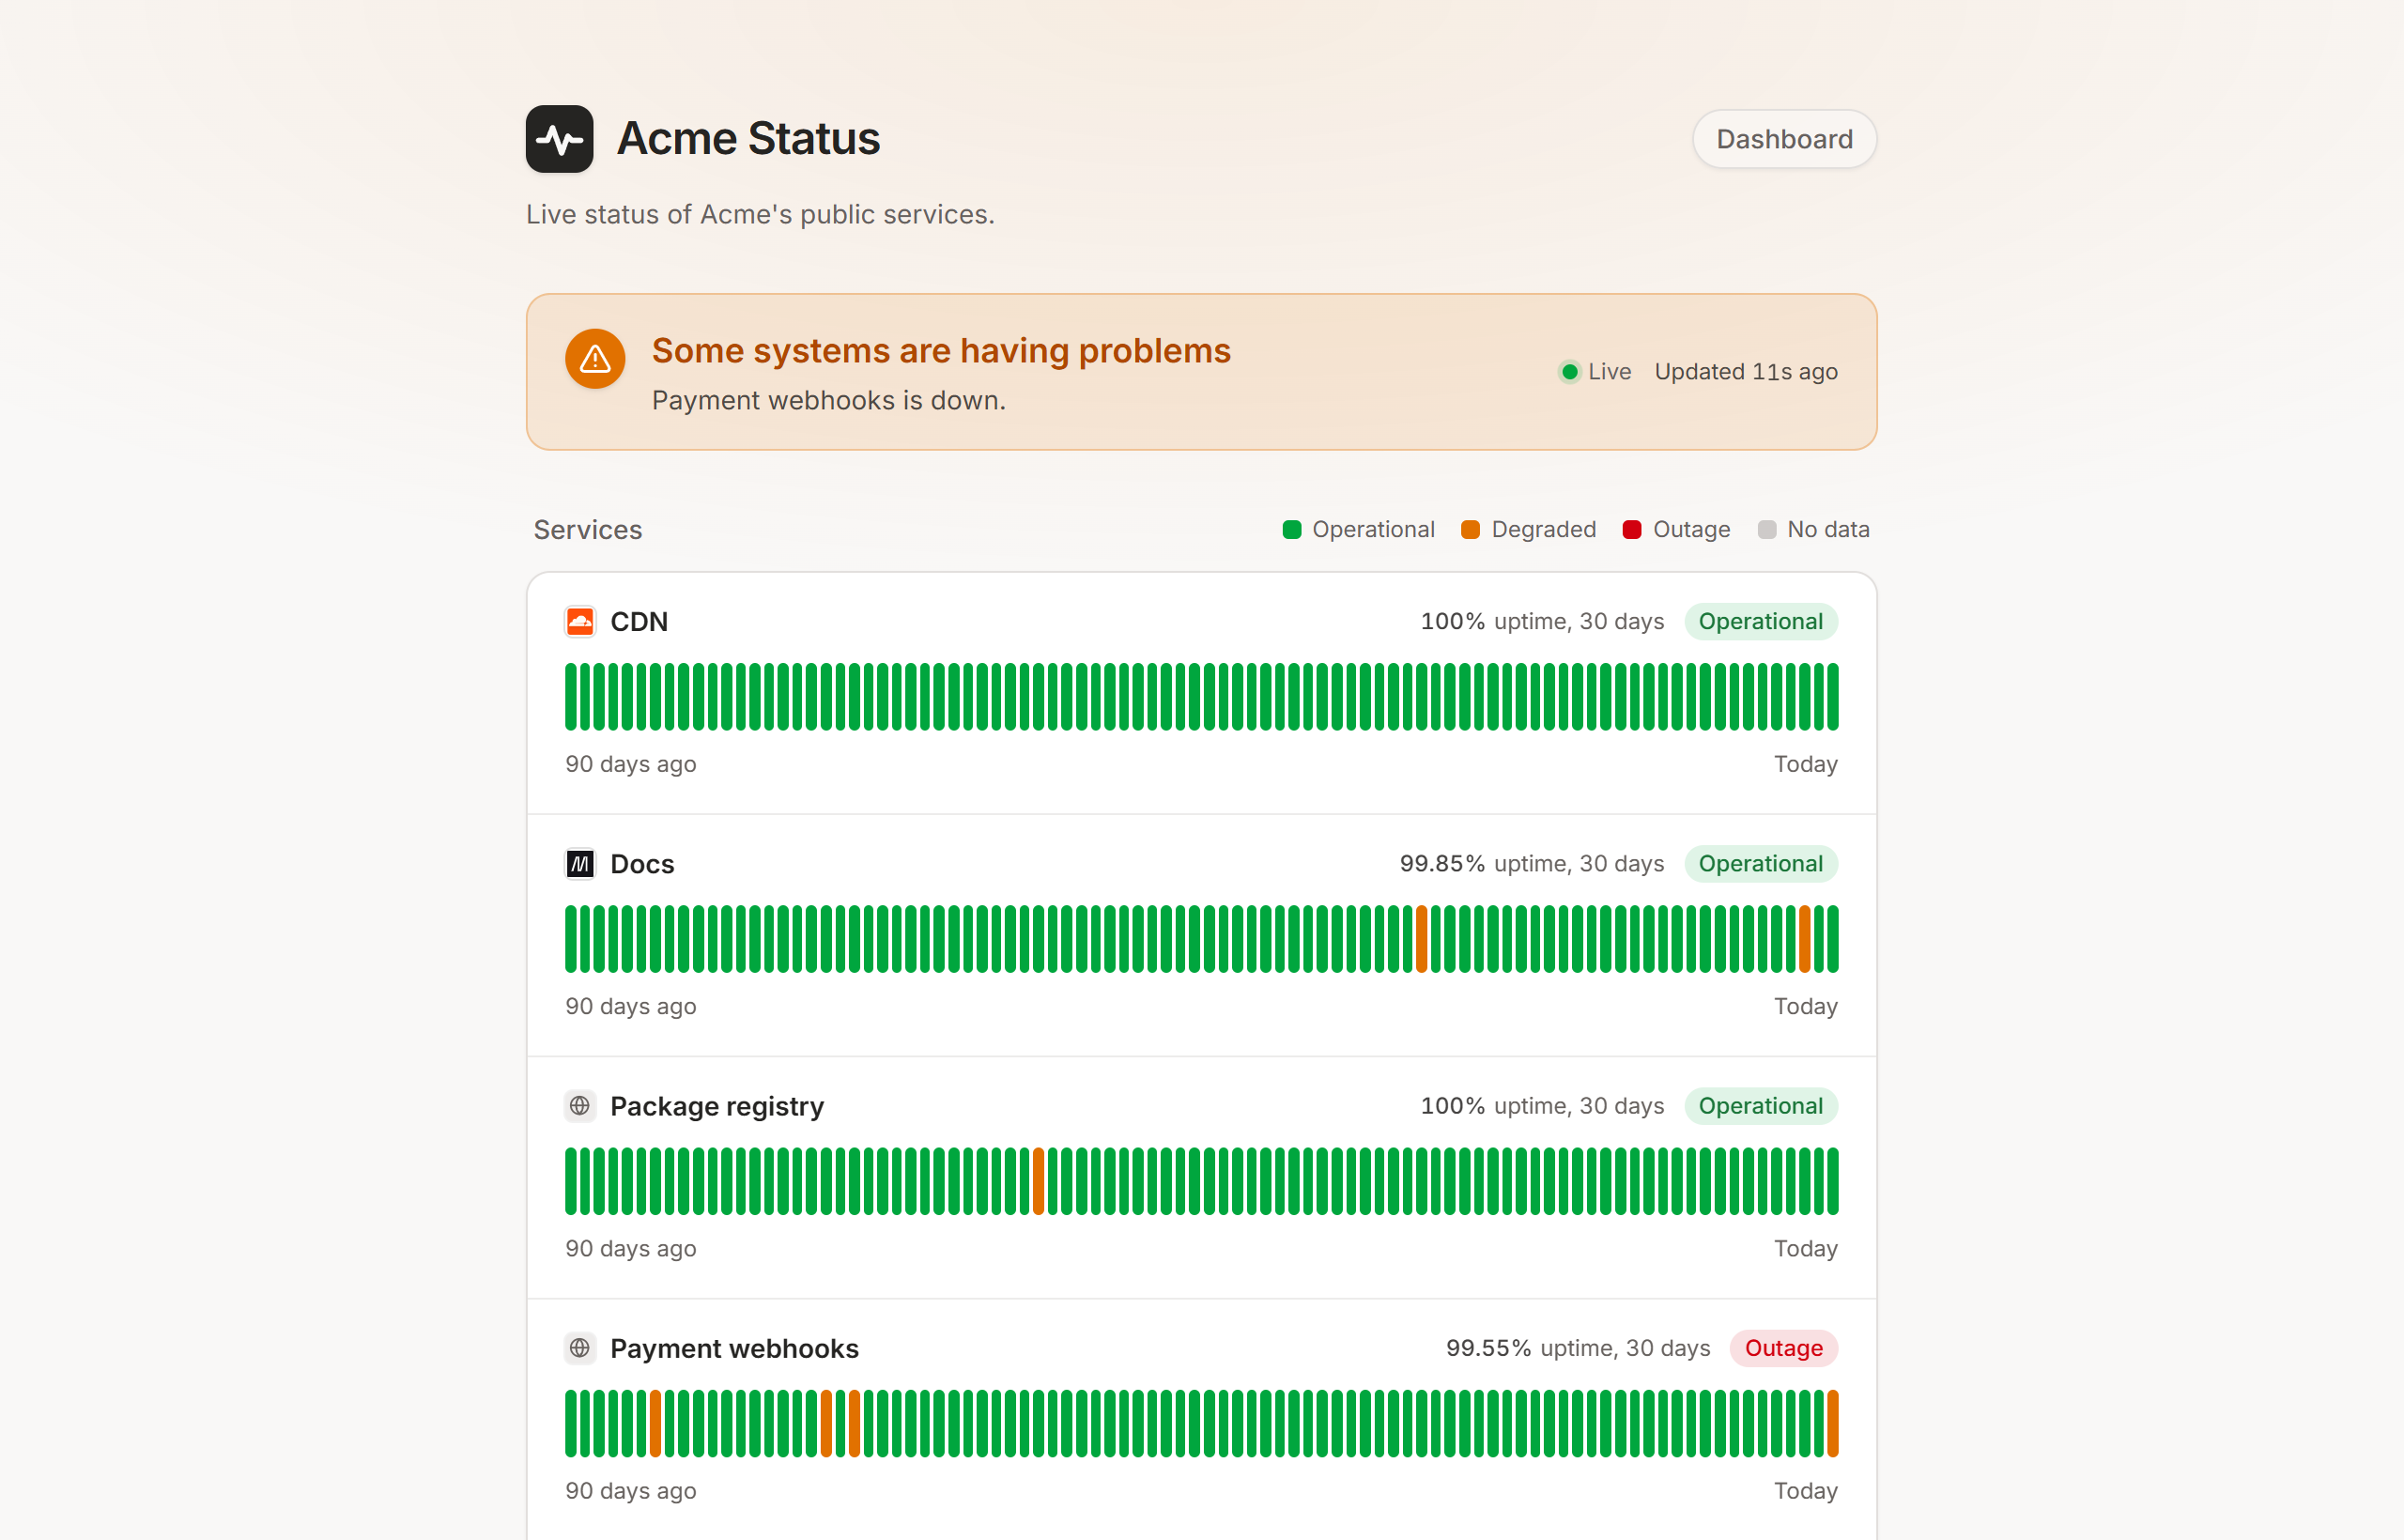 Acme Status
Dashboard
Live status of Acme's public services.
Some systems are having problems
Payment webhooks is down.
Live Updated 11s ago
Services
Operational Degraded Outage No data
CDN 100% uptime, 30 days Operational
90 days ago Today
Docs 99.85% uptime, 30 days Operational
90 days ago Today
Package registry 100% uptime, 30 days Operational
90 days ago Today
Payment webhooks 99.55% uptime, 30 days Outage
90 days ago Today